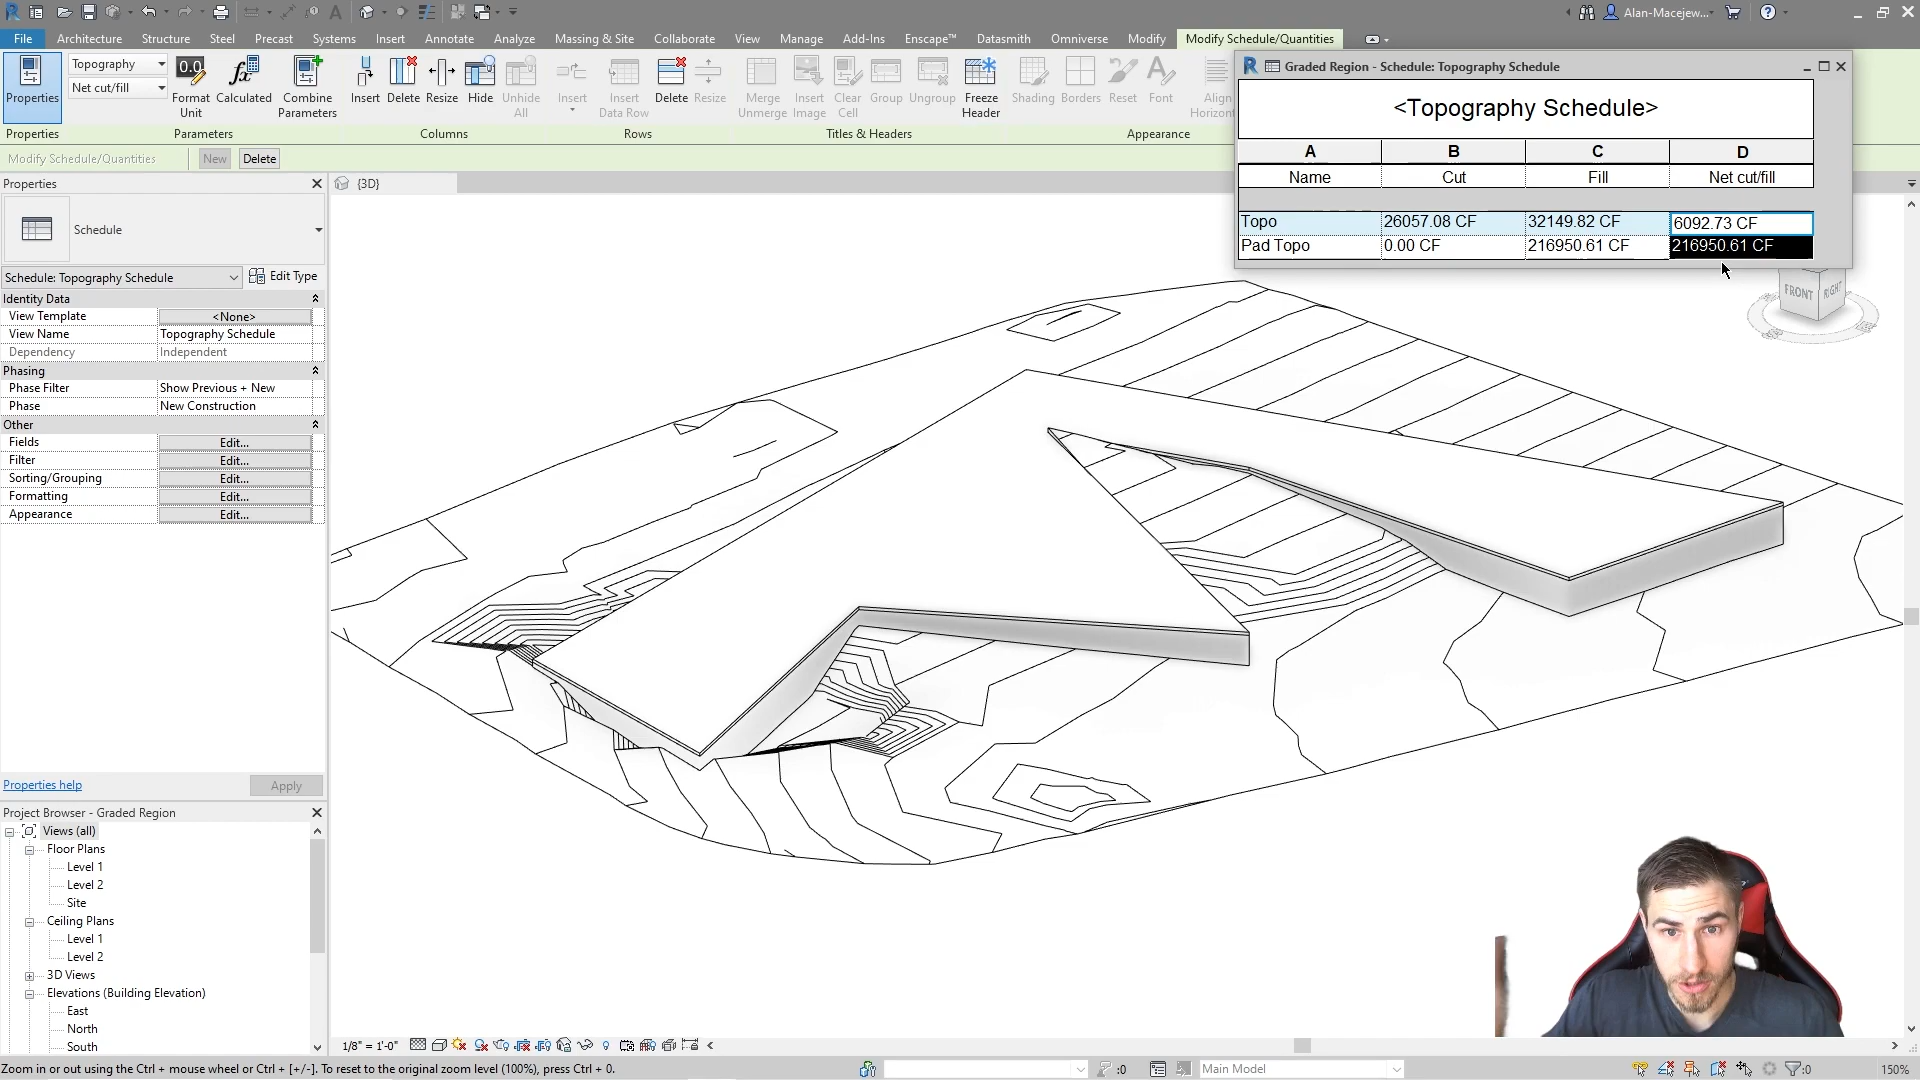 Alan-Macejew...
File Architecture Structure Steel Precast Systems Insert Annotate Analyze Massing & Site Collaborate View Manage Add-Ins Enscape™ Datasmith Omniverse Modify Modify Schedule/Quantities
Properties
Topography
Net cut/fill
Format Unit
Calculated
Combine Parameters
Insert
Delete
Resize
Hide
Unhide All
Insert
Insert Data Row
Delete
Resize
Merge Unmerge
Insert Image
Clear Cell
Group
Ungroup
Freeze Header
Shading
Borders
Reset
Font
Align
Properties Parameters Columns Rows Titles & Headers Appearance
Modify Schedule/Quantities New Delete
Graded Region - Schedule: Topography Schedule
<Topography Schedule>
A B C D
Name Cut Fill Net cut/fill
Topo 26057.08 CF 32149.82 CF 6092.73 CF
Pad Topo 0.00 CF 216950.61 CF 216950.61 CF
{3D}
FRONT RIGHT
Properties
Schedule
Schedule: Topography Schedule Edit Type
Identity Data
View Template <None>
View Name Topography Schedule
Dependency Independent
Phasing
Phase Filter Show Previous + New
Phase New Construction
Other
Fields Edit...
Filter Edit...
Sorting/Grouping Edit...
Formatting Edit...
Appearance Edit...
Properties help Apply
Project Browser - Graded Region
Views (all)
Floor Plans
Level 1
Level 2
Site
Ceiling Plans
Level 1
Level 2
3D Views
Elevations (Building Elevation)
East
North
South
1/8" = 1'-0"
Zoom in or out using the Ctrl + mouse wheel or Ctrl + [+/-]. To reset to the original zoom level (100%), press Ctrl + 0.
:0
Main Model
:0
150%